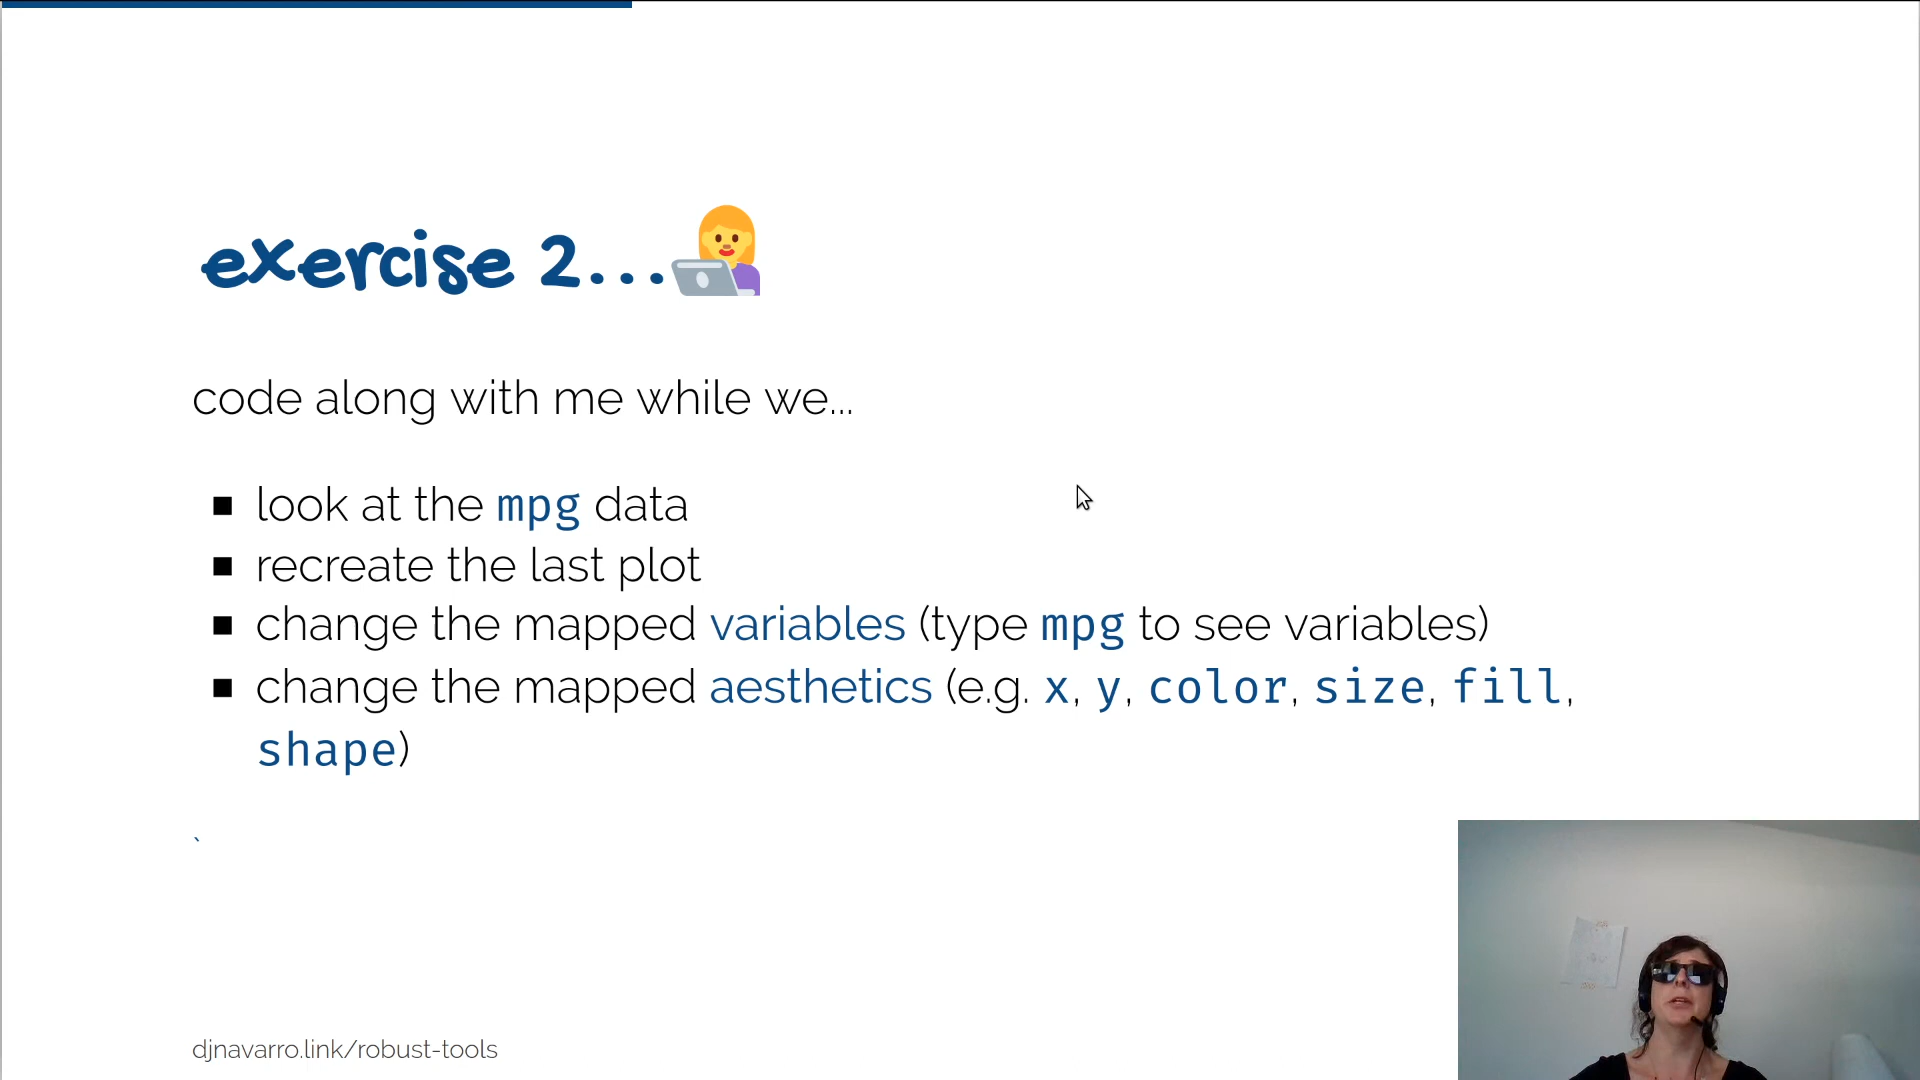 exercise 2...
code along with me while we...
look at the mpg data
recreate the last plot
change the mapped variables (type mpg to see variables)
change the mapped aesthetics (e.g. x, y, color, size, fill,
shape)
`
djnavarro.link/robust-tools